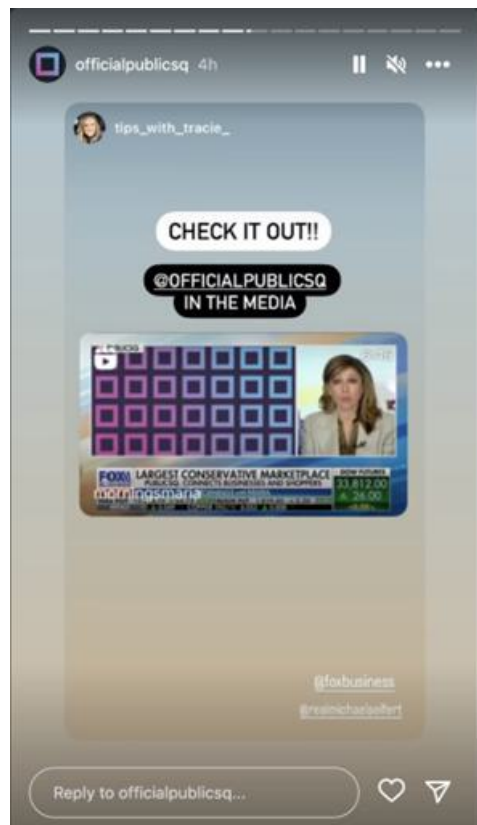 officialpublicsq 4h
tips_with_tracie_
CHECK IT OUT!!
@OFFICIALPUBLICSQ
IN THE MEDIA
FOX
LARGEST CONSERVATIVE MARKETPLACE
PUBLICSQ. CONNECTS BUSINESSES AND SHOPPERS
DOW FUTURES
33,812.00
26.00
morningsmaria
@foxbusiness
@realmichaelseifert
Reply to officialpublicsq...